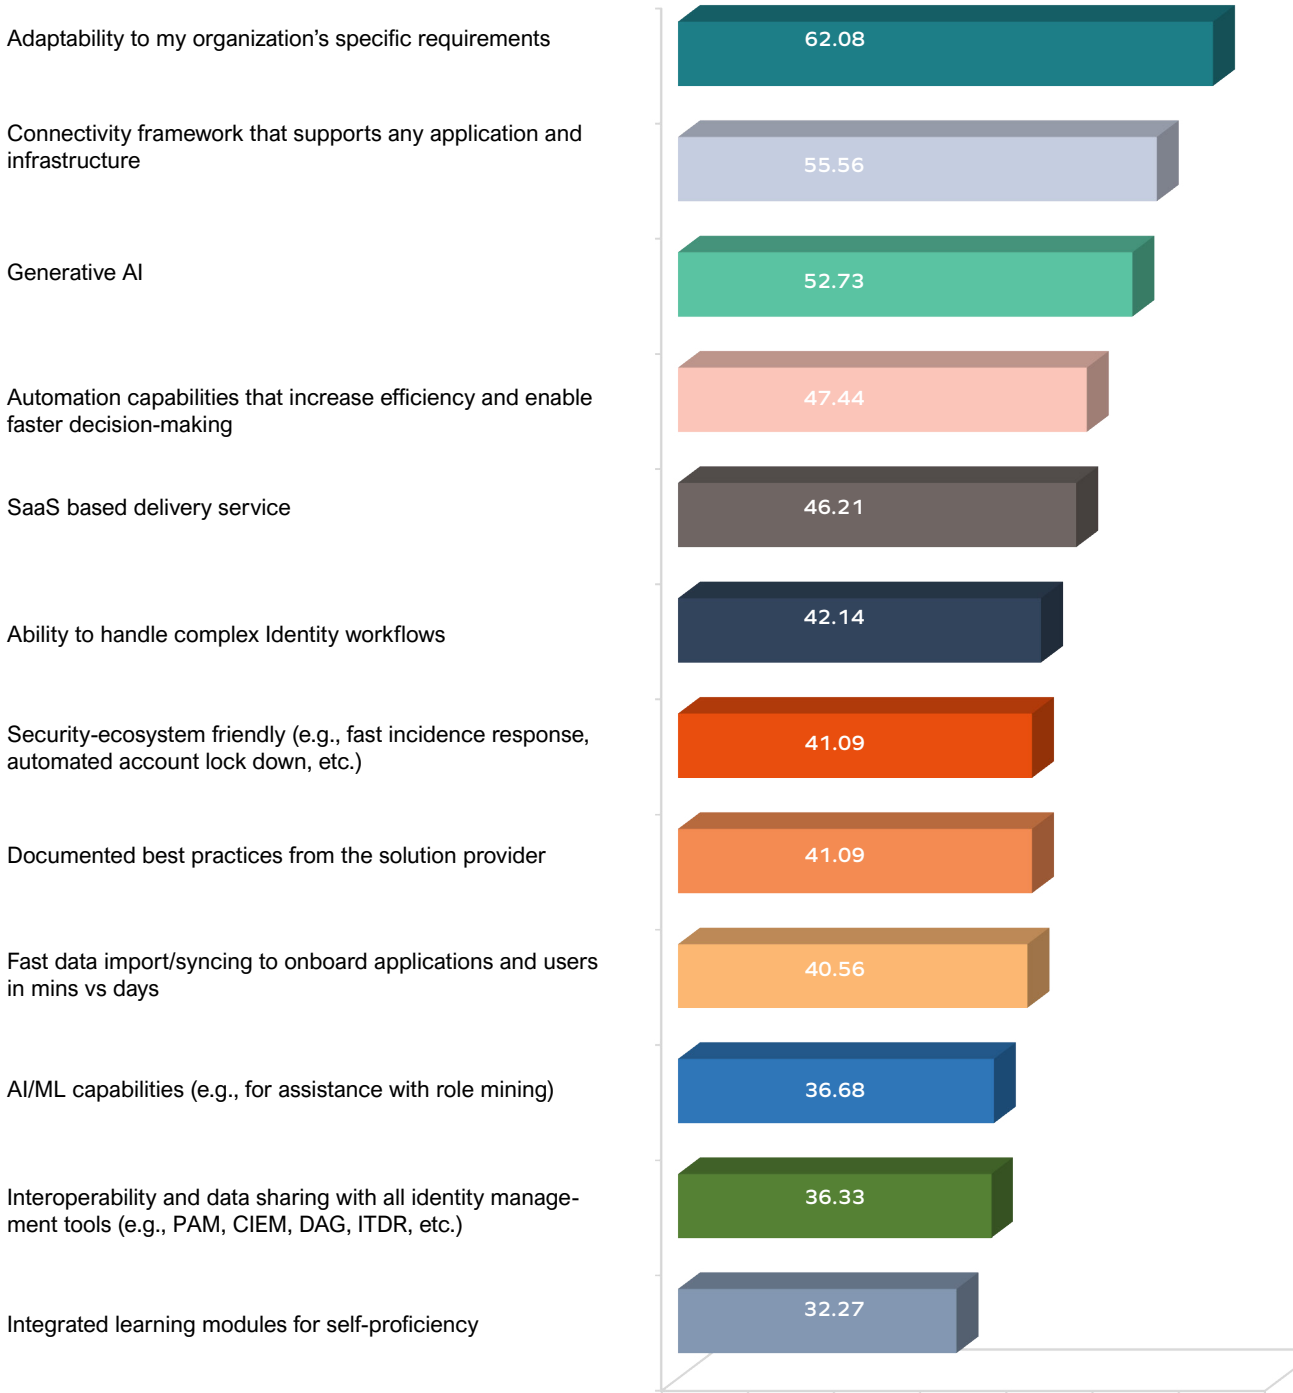 Adaptability to my organization’s specific requirements
62.08
Connectivity framework that supports any application and
infrastructure
55.56
Generative AI
52.73
Automation capabilities that increase efficiency and enable
faster decision-making
47.44
SaaS based delivery service
46.21
Ability to handle complex Identity workflows
42.14
Security-ecosystem friendly (e.g., fast incidence response,
automated account lock down, etc.)
41.09
Documented best practices from the solution provider
41.09
Fast data import/syncing to onboard applications and users
in mins vs days
40.56
AI/ML capabilities (e.g., for assistance with role mining)
36.68
Interoperability and data sharing with all identity manage-
ment tools (e.g., PAM, CIEM, DAG, ITDR, etc.)
36.33
Integrated learning modules for self-proficiency
32.27